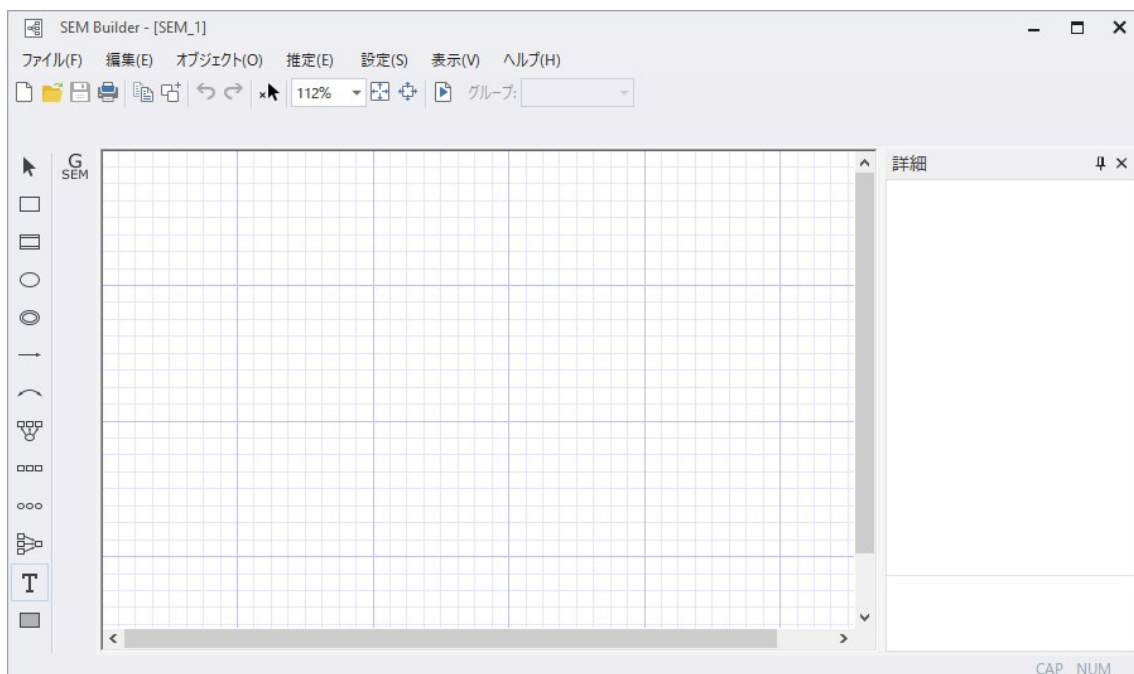 SEM Builder - [SEM_1]
ファイル(F) 編集(E) オブジェクト(O) 推定(E) 設定(S) 表示(V) ヘルプ(H)
112% グループ:
G
SEM
詳細
T
CAP NUM